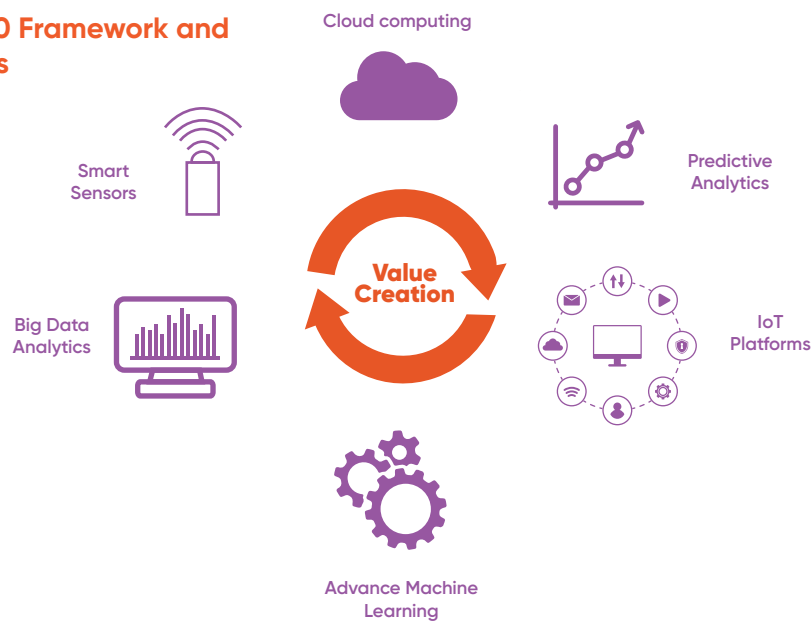 0 Framework and
s
Cloud computing
Smart
Sensors
Predictive
Analytics
Value
Creation
Big Data
Analytics
IoT
Platforms
Advance Machine
Learning